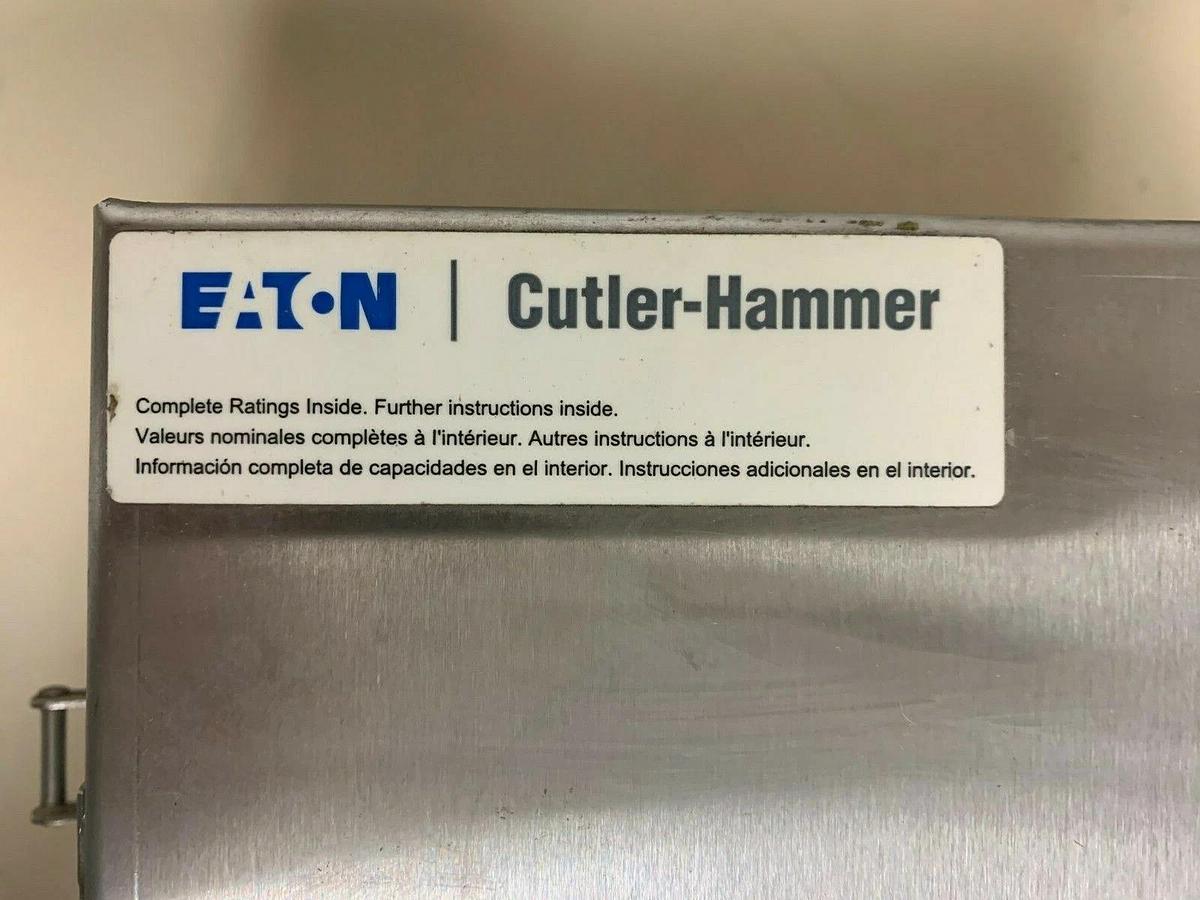 EATON | Cutler-Hammer
Complete Ratings Inside. Further instructions inside.
Valeurs nominales complètes à l'intérieur. Autres instructions à l'intérieur.
Información completa de capacidades en el interior. Instrucciones adicionales en el interior.